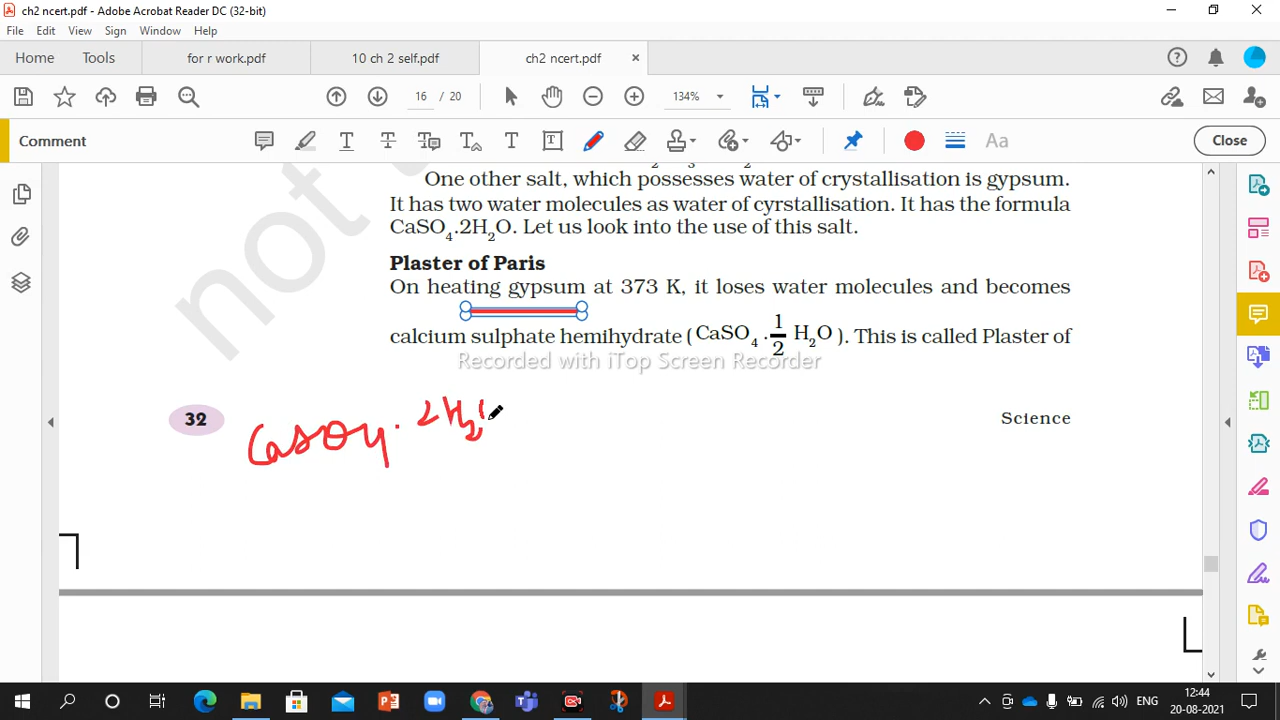 ch2 ncert.pdf - Adobe Acrobat Reader DC (32-bit)
File Edit View Sign Window Help
Home Tools for r work.pdf 10 ch 2 self.pdf ch2 ncert.pdf ×
16 / 20 134%
Comment Aa Close
One other salt, which possesses water of crystallisation is gypsum.
It has two water molecules as water of cyrstallisation. It has the formula
CaSO4.2H2O. Let us look into the use of this salt.
Plaster of Paris
On heating gypsum at 373 K, it loses water molecules and becomes
calcium sulphate hemihydrate (CaSO4 . 1/2 H2O). This is called Plaster of
Recorded with iTop Screen Recorder
32 Science
CaSO4 . 2H2
not
ENG 12:44
20-08-2021